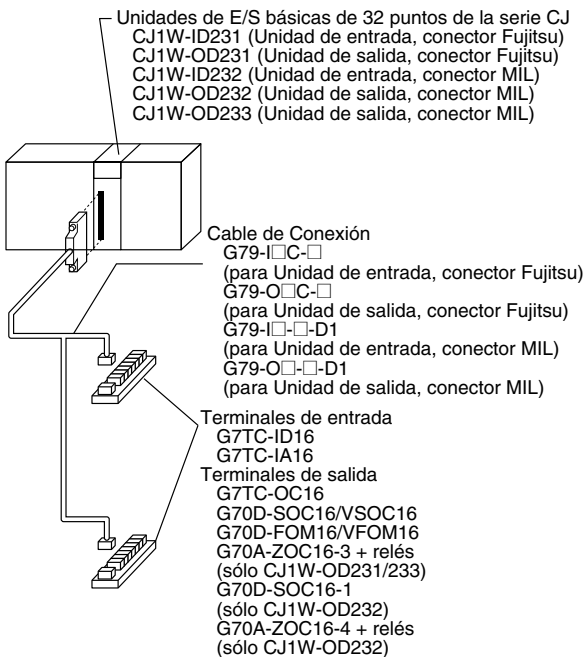 Unidades de E/S básicas de 32 puntos de la serie CJ
CJ1W-ID231 (Unidad de entrada, conector Fujitsu)
CJ1W-OD231 (Unidad de salida, conector Fujitsu)
CJ1W-ID232 (Unidad de entrada, conector MIL)
CJ1W-OD232 (Unidad de salida, conector MIL)
CJ1W-OD233 (Unidad de salida, conector MIL)
Cable de Conexión
G79-I□C-□
(para Unidad de entrada, conector Fujitsu)
G79-O□C-□
(para Unidad de salida, conector Fujitsu)
G79-I□-□-D1
(para Unidad de entrada, conector MIL)
G79-O□-□-D1
(para Unidad de salida, conector MIL)
Terminales de entrada
G7TC-ID16
G7TC-IA16
Terminales de salida
G7TC-OC16
G70D-SOC16/VSOC16
G70D-FOM16/VFOM16
G70A-ZOC16-3 + relés
(sólo CJ1W-OD231/233)
G70D-SOC16-1
(sólo CJ1W-OD232)
G70A-ZOC16-4 + relés
(sólo CJ1W-OD232)